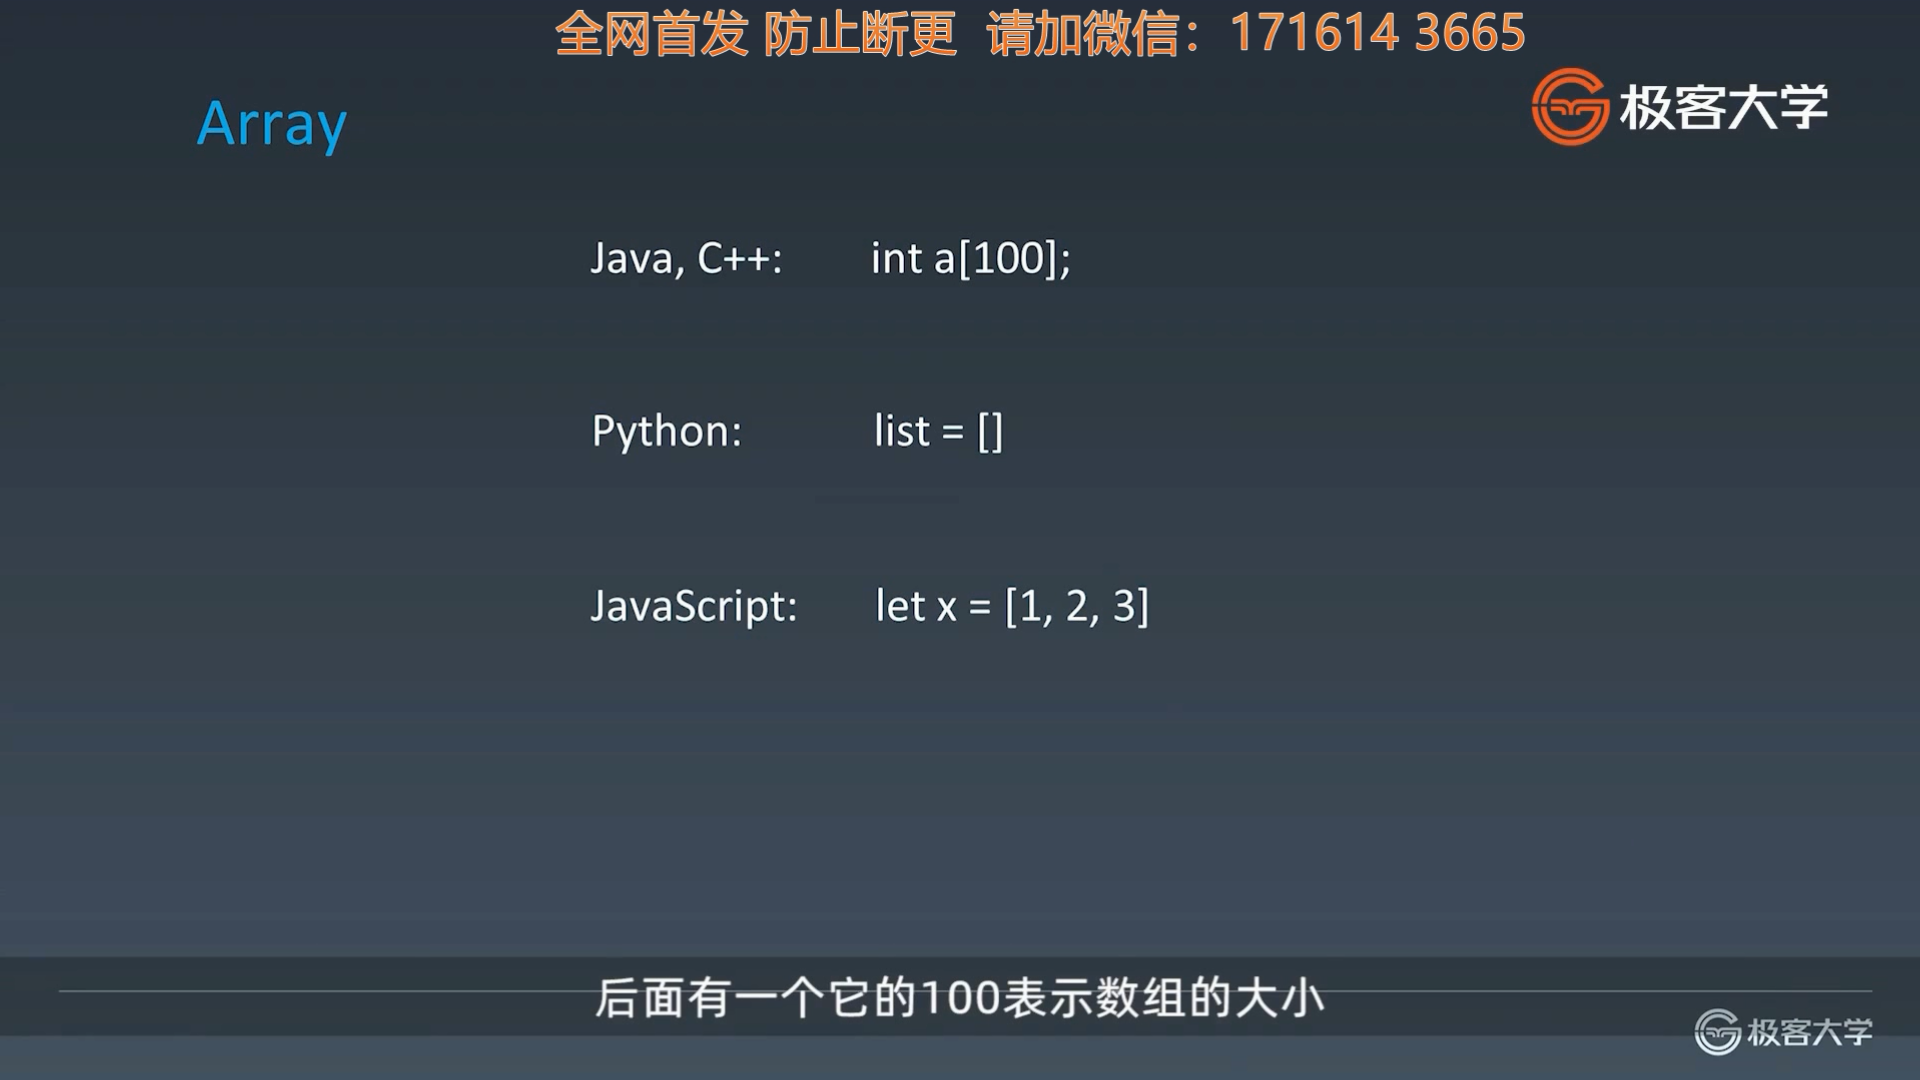 全网首发 防止断更 请加微信：171614 3665
极客大学
Array
Java, C++: int a[100];
Python: list = []
JavaScript: let x = [1, 2, 3]
后面有一个它的100表示数组的大小
极客大学